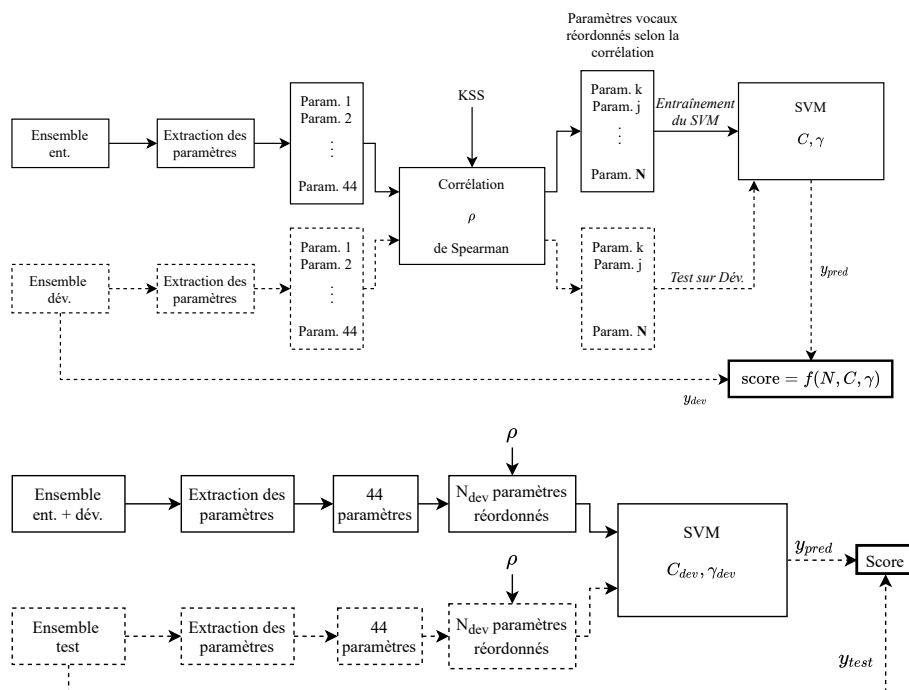 Paramètres vocaux
réordonnés selon la
corrélation
Ensemble
ent.
Extraction des
paramètres
Param. 1
Param. 2
⋮
Param. 44
KSS
Corrélation
ρ
de Spearman
Param. k
Param. j
⋮
Param. N
Entraînement
du SVM
SVM
C, γ
Ensemble
dév.
Extraction des
paramètres
Param. 1
Param. 2
⋮
Param. 44
Param. k
Param. j
⋮
Param. N
Test sur Dév.
y_pred
y_dev
score = f(N, C, γ)
ρ
Ensemble
ent. + dév.
Extraction des
paramètres
44
paramètres
N_dev paramètres
réordonnés
SVM
C_dev, γ_dev
y_pred
Score
ρ
Ensemble
test
Extraction des
paramètres
44
paramètres
N_dev paramètres
réordonnés
y_test